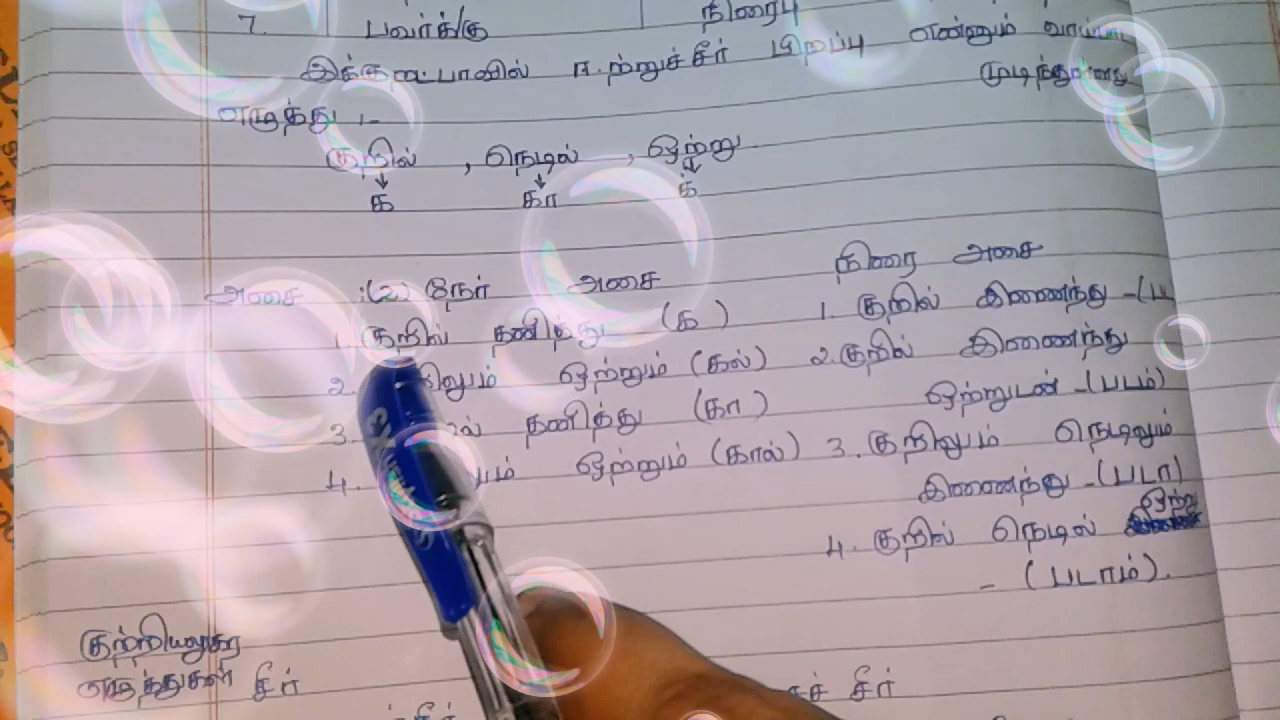 7. பவர்க்கு நிரைபு
இக்குறட்பாவில் ஈற்றுச்சீர் பிறப்பு என்னும்
முடிந்துள்ளது
எழுத்து :-
குறில் , நெடில் , ஒற்று
க கா க்
நிரை அசை
அசை :(2) நேர் அசை
1. குறில் தனித்து (க) 1. குறில் இணைந்து -(ப
2. ஒற்றும் (கல்) 2. குறில் இணைந்து
ஒற்றுடன் -(படம்)
3. தனித்து (கா)
4. ஒற்றும் (கால்) 3. குறிலும் நெடிலும்
இணைந்து -(படா)
ஒற்று
4. குறில் நெடில்
- (படாம்).
குற்றியலுகர
எழுத்துகள் சீர் சீர்